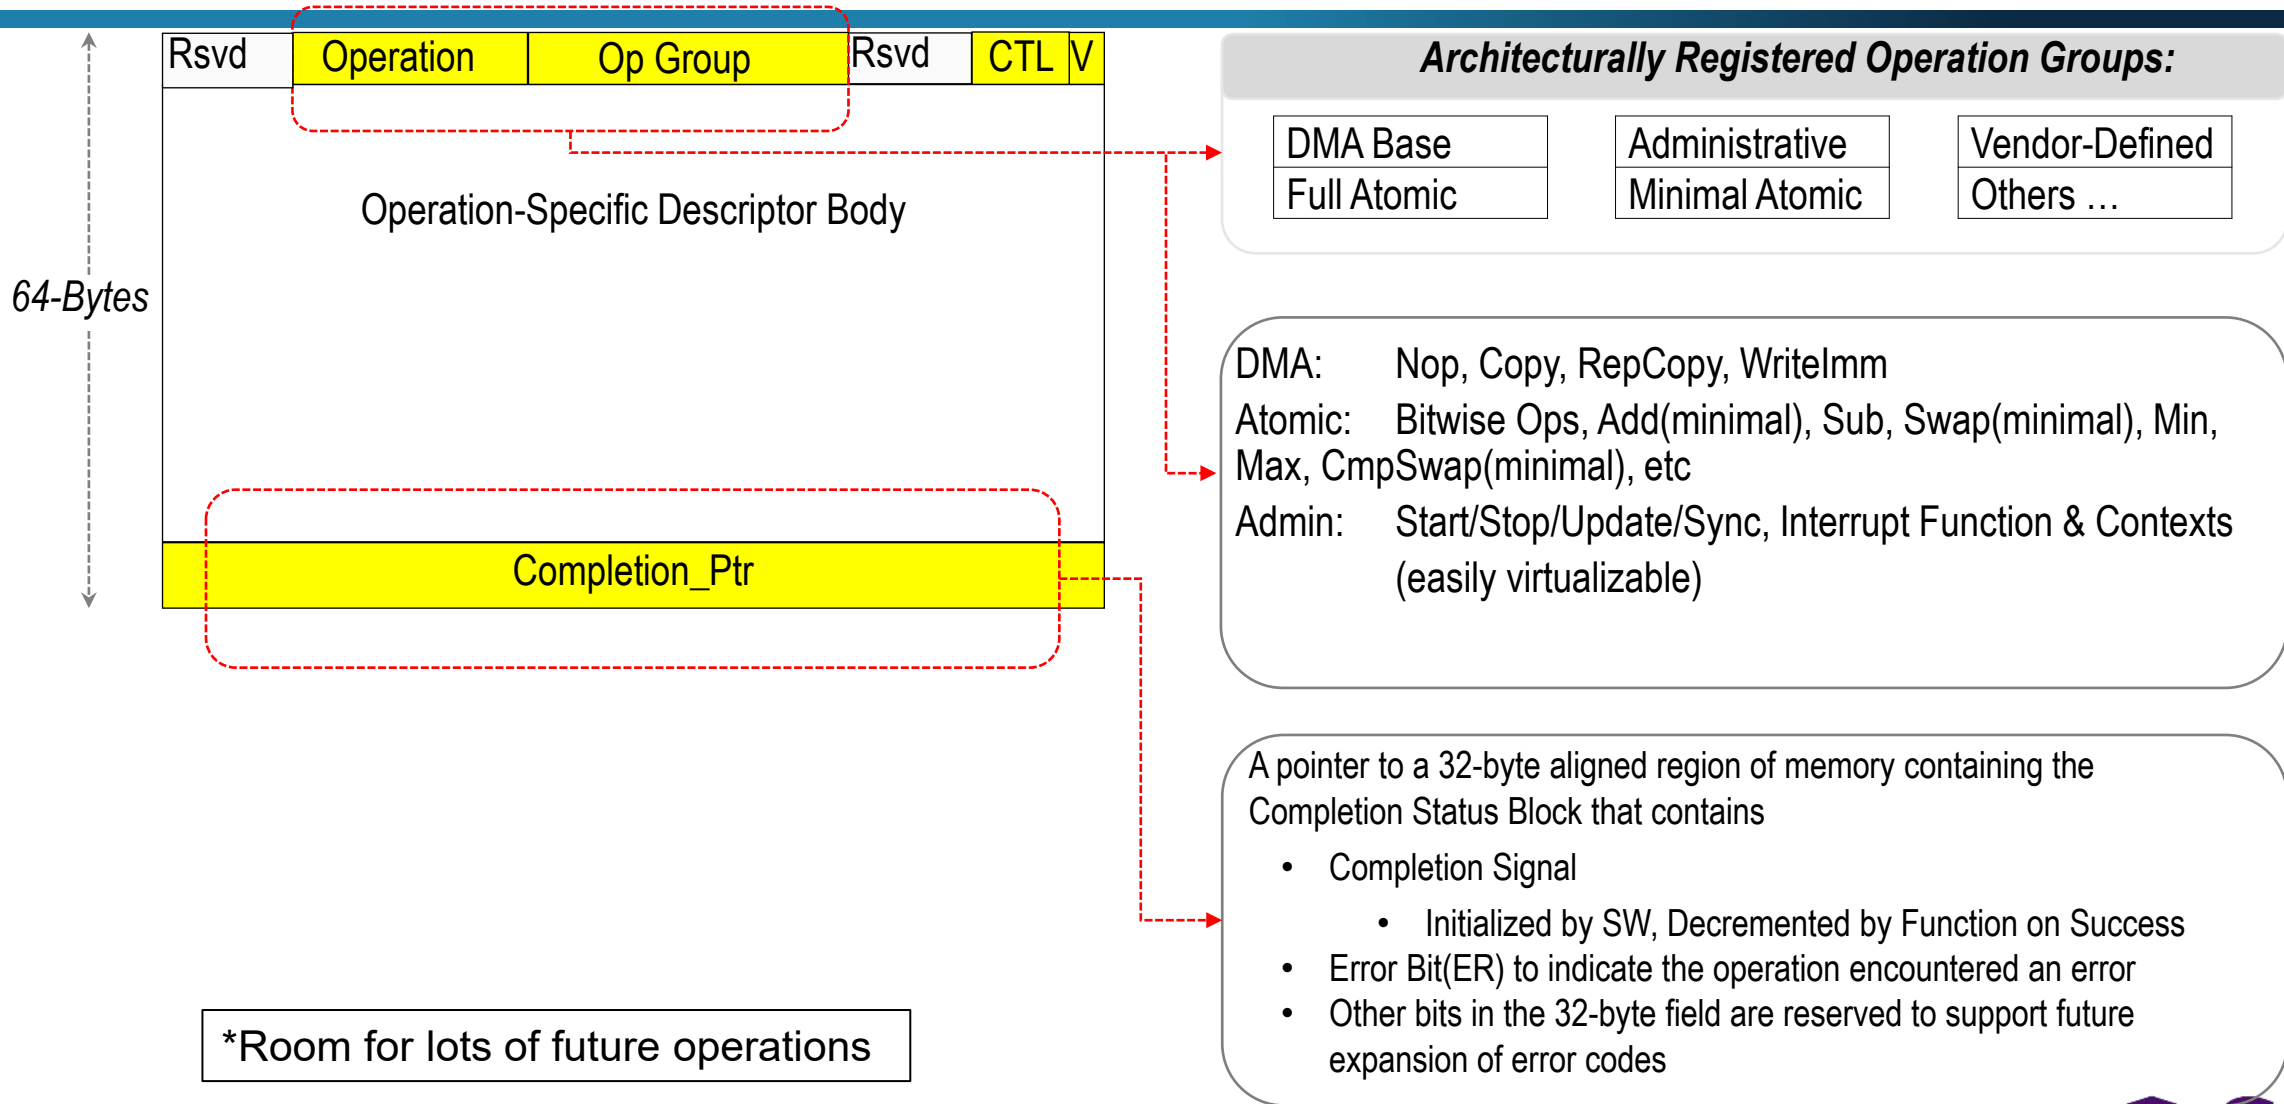 Rsvd
Operation
Op Group
Rsvd
CTL
V
Operation-Specific Descriptor Body
64-Bytes
Completion_Ptr
*Room for lots of future operations
Architecturally Registered Operation Groups:
DMA Base
Full Atomic
Administrative
Minimal Atomic
Vendor-Defined
Others …
DMA: Nop, Copy, RepCopy, WriteImm
Atomic: Bitwise Ops, Add(minimal), Sub, Swap(minimal), Min,
Max, CmpSwap(minimal), etc
Admin: Start/Stop/Update/Sync, Interrupt Function & Contexts
(easily virtualizable)
A pointer to a 32-byte aligned region of memory containing the
Completion Status Block that contains
• Completion Signal
• Initialized by SW, Decremented by Function on Success
• Error Bit(ER) to indicate the operation encountered an error
• Other bits in the 32-byte field are reserved to support future
expansion of error codes